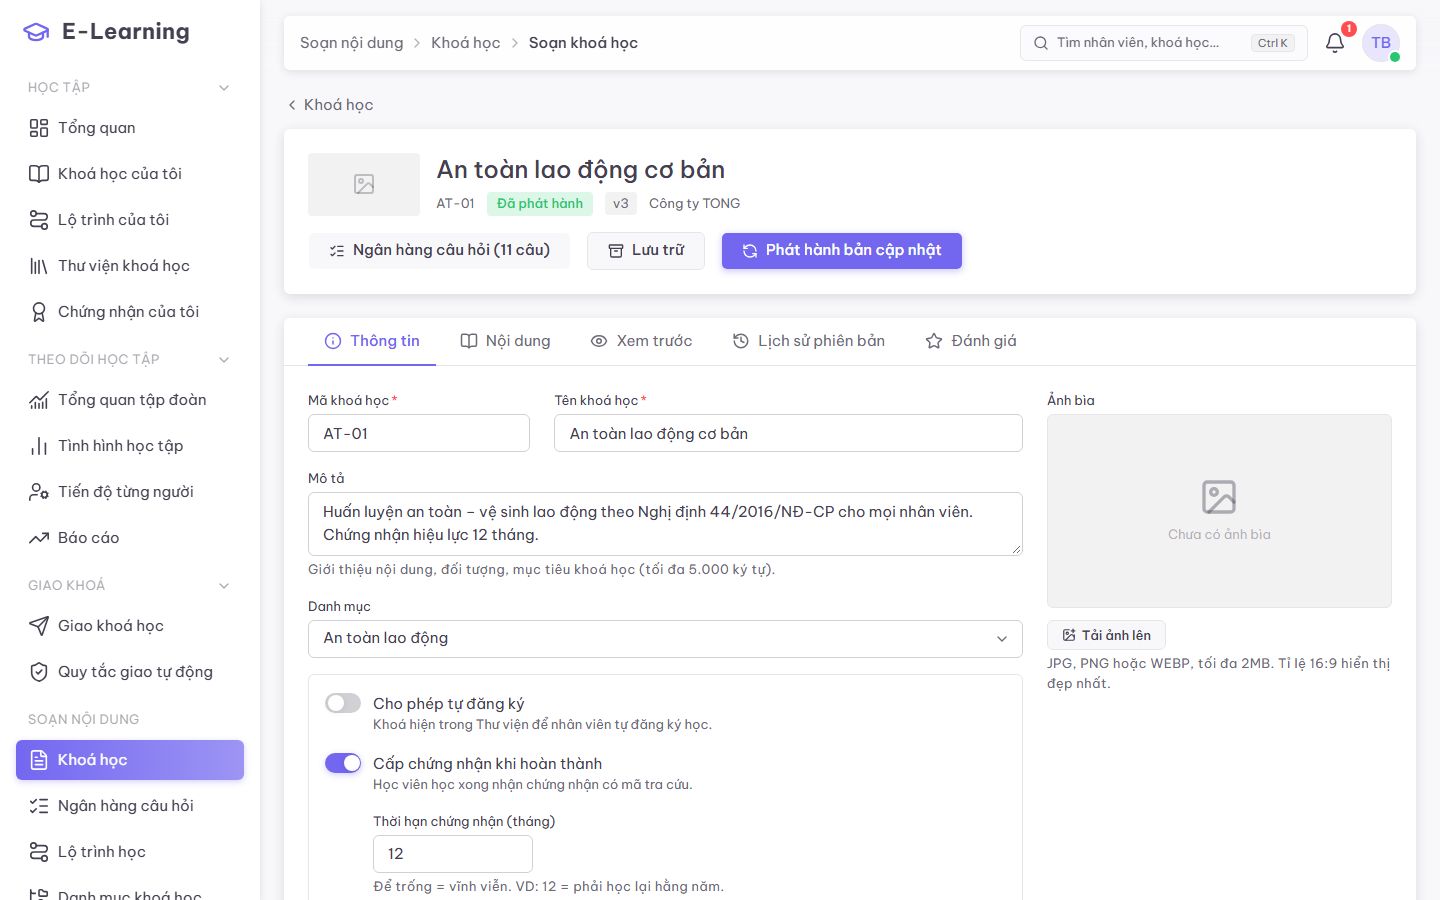 E-Learning
HỌC TẬP
Tổng quan
Khoá học của tôi
Lộ trình của tôi
Thư viện khoá học
Chứng nhận của tôi
THEO DÕI HỌC TẬP
Tổng quan tập đoàn
Tình hình học tập
Tiến độ từng người
Báo cáo
GIAO KHOÁ
Giao khoá học
Quy tắc giao tự động
SOẠN NỘI DUNG
Khoá học
Ngân hàng câu hỏi
Lộ trình học
Danh mục khoá học
Soạn nội dung > Khoá học > Soạn khoá học
Tìm nhân viên, khoá học... Ctrl K
1
TB
Khoá học
An toàn lao động cơ bản
AT-01 Đã phát hành v3 Công ty TONG
Ngân hàng câu hỏi (11 câu) Lưu trữ Phát hành bản cập nhật
Thông tin Nội dung Xem trước Lịch sử phiên bản Đánh giá
Mã khoá học * Tên khoá học * Ảnh bìa
AT-01 An toàn lao động cơ bản
Mô tả
Huấn luyện an toàn – vệ sinh lao động theo Nghị định 44/2016/NĐ-CP cho mọi nhân viên.
Chứng nhận hiệu lực 12 tháng.
Giới thiệu nội dung, đối tượng, mục tiêu khoá học (tối đa 5.000 ký tự).
Danh mục
An toàn lao động
Cho phép tự đăng ký
Khoá hiện trong Thư viện để nhân viên tự đăng ký học.
Cấp chứng nhận khi hoàn thành
Học viên học xong nhận chứng nhận có mã tra cứu.
Thời hạn chứng nhận (tháng)
12
Để trống = vĩnh viễn. VD: 12 = phải học lại hằng năm.
Chưa có ảnh bìa
Tải ảnh lên
JPG, PNG hoặc WEBP, tối đa 2MB. Tỉ lệ 16:9 hiển thị
đẹp nhất.